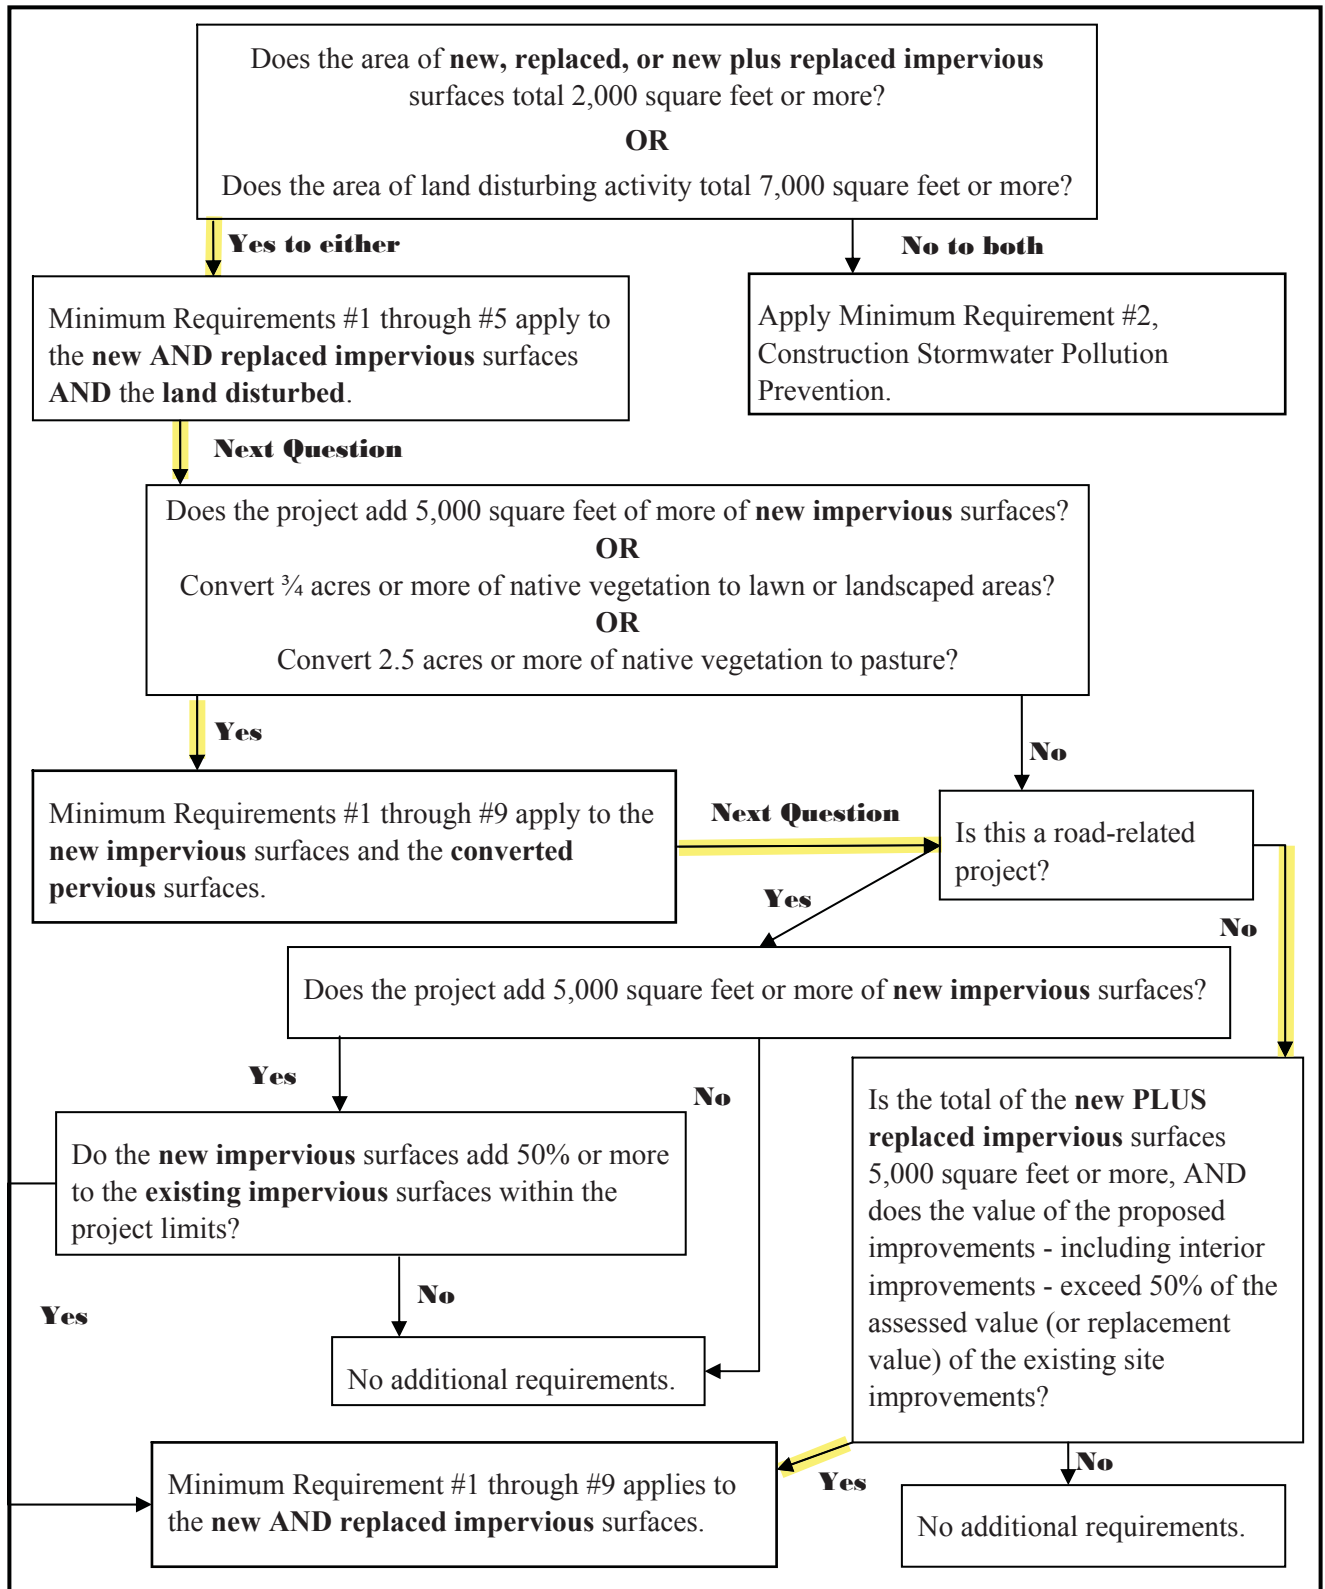 Does the area of new, replaced, or new plus replaced impervious
surfaces total 2,000 square feet or more?
OR
Does the area of land disturbing activity total 7,000 square feet or more?
Yes to either
No to both
Minimum Requirements #1 through #5 apply to
the new AND replaced impervious surfaces
AND the land disturbed.
Apply Minimum Requirement #2,
Construction Stormwater Pollution
Prevention.
Next Question
Does the project add 5,000 square feet of more of new impervious surfaces?
OR
Convert ¾ acres or more of native vegetation to lawn or landscaped areas?
OR
Convert 2.5 acres or more of native vegetation to pasture?
Yes
No
Minimum Requirements #1 through #9 apply to the
new impervious surfaces and the converted
pervious surfaces.
Next Question
Is this a road-related
project?
Yes
No
Does the project add 5,000 square feet or more of new impervious surfaces?
Yes
No
Do the new impervious surfaces add 50% or more
to the existing impervious surfaces within the
project limits?
Is the total of the new PLUS
replaced impervious surfaces
5,000 square feet or more, AND
does the value of the proposed
improvements - including interior
improvements - exceed 50% of the
assessed value (or replacement
value) of the existing site
improvements?
Yes
No
No additional requirements.
Yes
No
Minimum Requirement #1 through #9 applies to
the new AND replaced impervious surfaces.
No additional requirements.